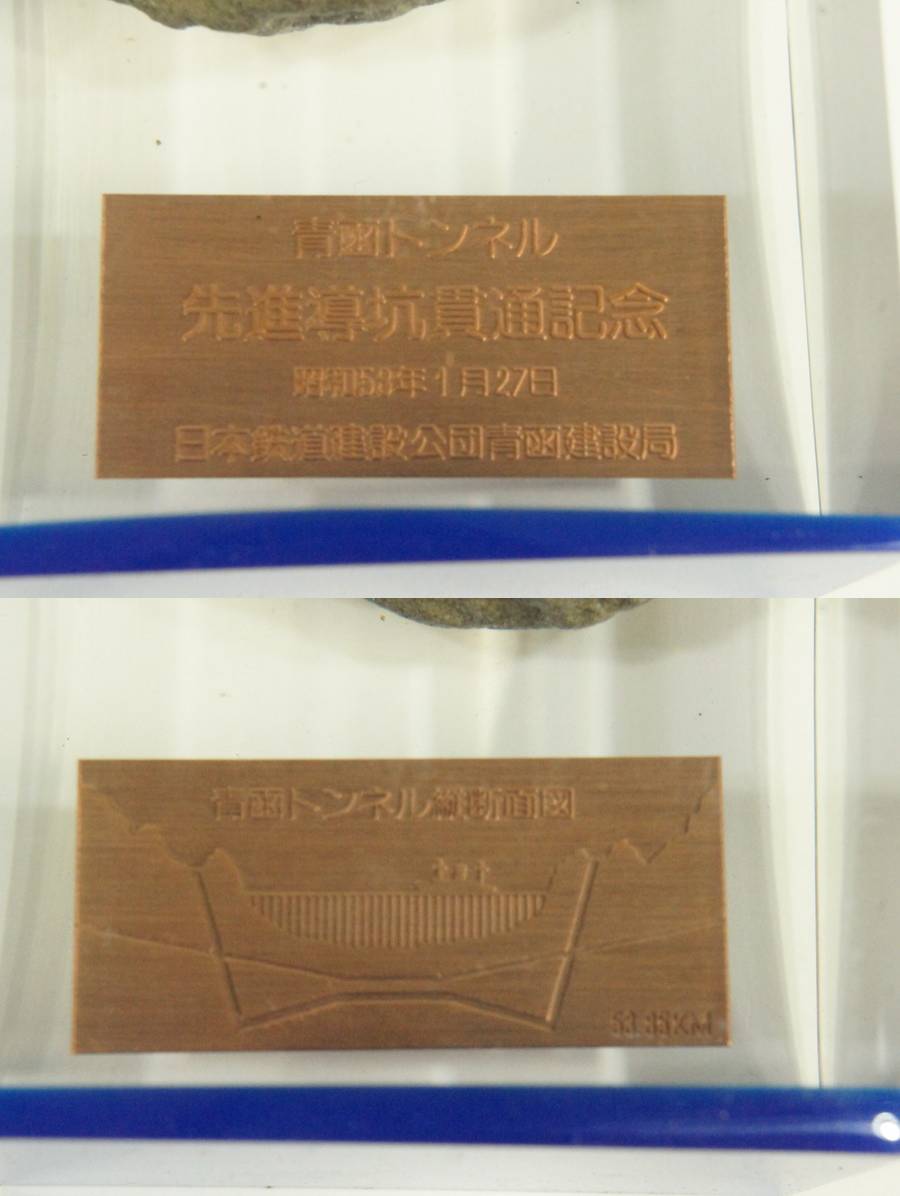 青函トンネル
先進導坑貫通記念
昭和58年1月27日
日本鉄道建設公団青函建設局
青函トンネル縦断面図
53.85KM